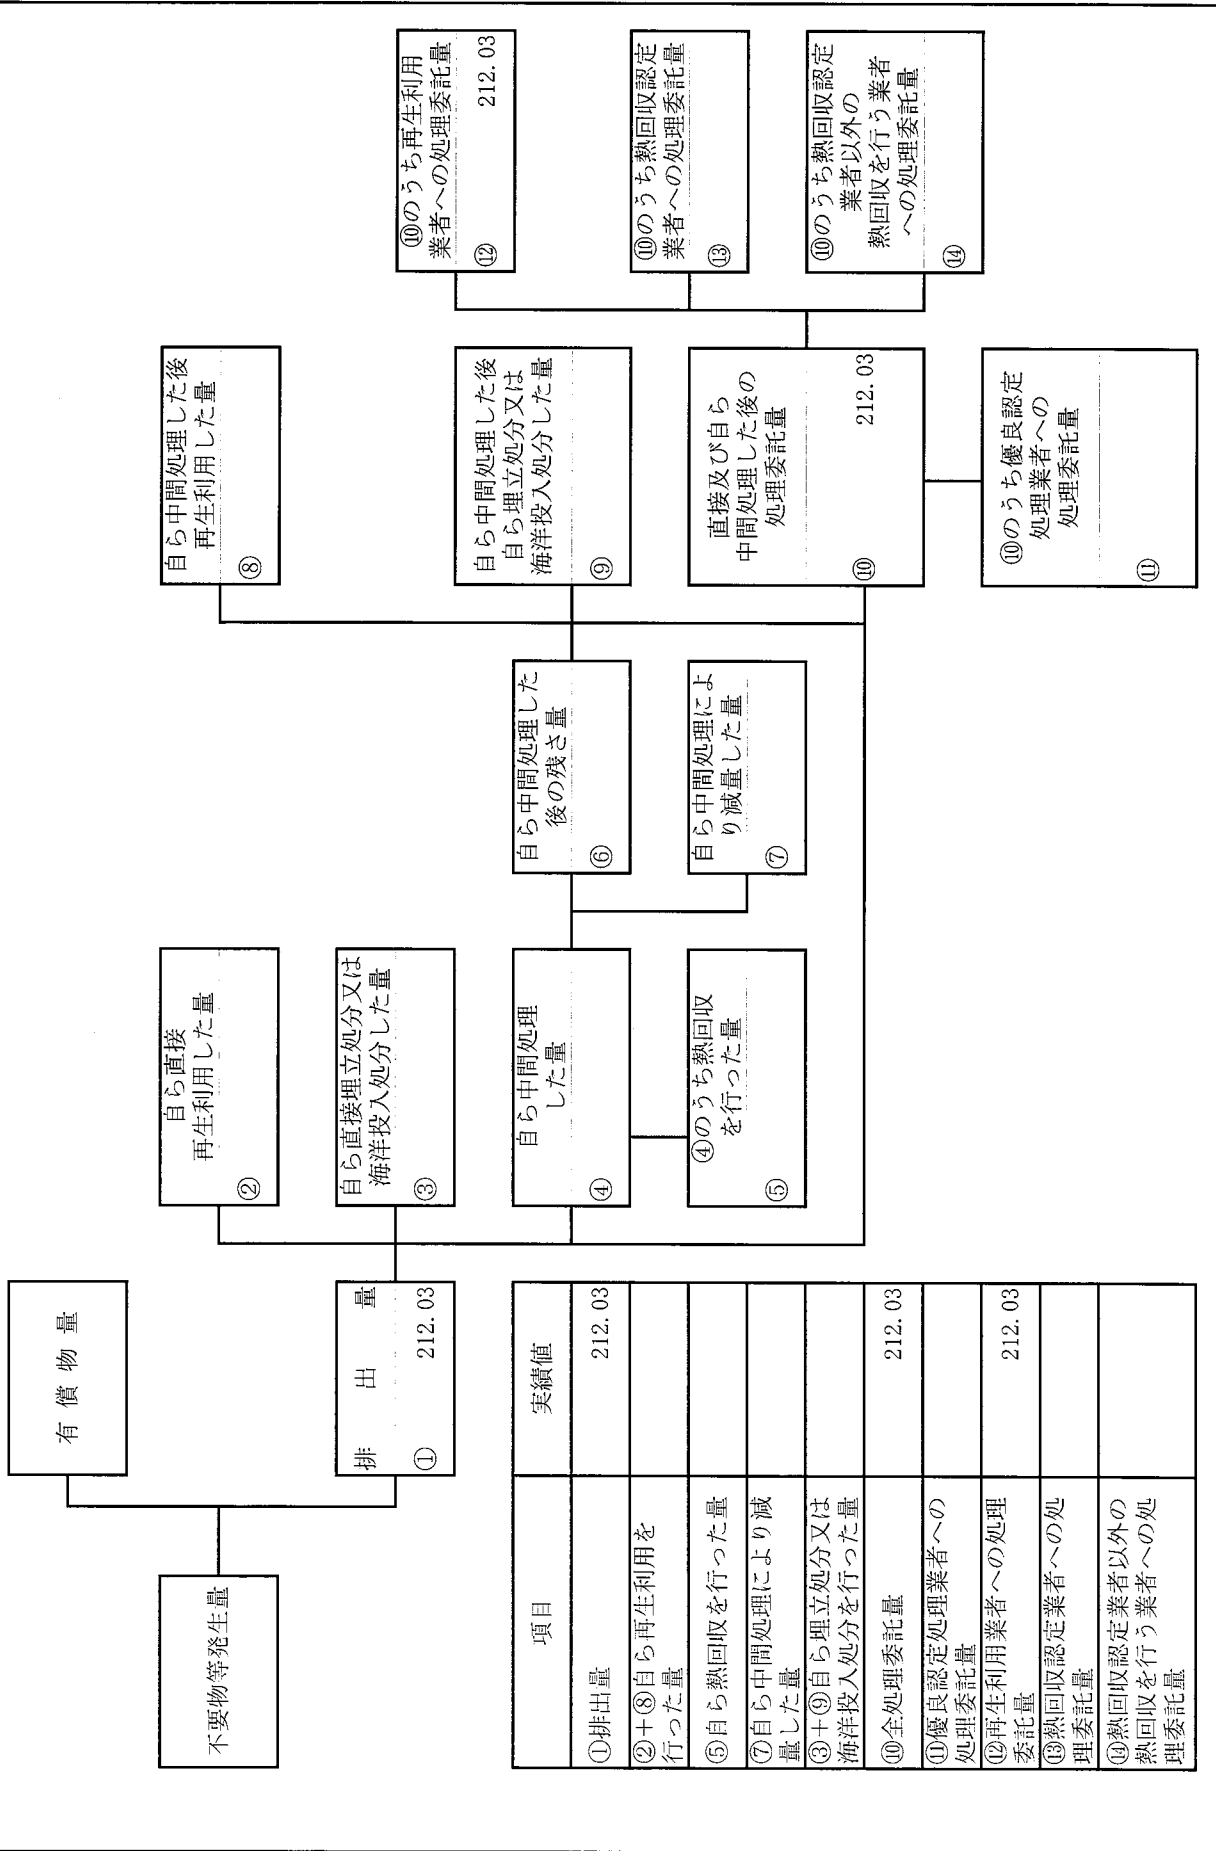 有償物量
不要物等発生量
排出量
① 212.03
自ら直接
再生利用した量
②
自ら直接埋立処分又は
海洋投入処分した量
③
自ら中間処理
した量
④
④のうち熱回収
を行った量
⑤
自ら中間処理した
後の残さ量
⑥
自ら中間処理によ
り減量した量
⑦
自ら中間処理した後
再生利用した量
⑧
自ら中間処理した後
自ら埋立処分又は
海洋投入処分した量
⑨
直接及び自ら
中間処理した後の
処理委託量
⑩ 212.03
⑩のうち優良認定
処理業者への
処理委託量
⑪
⑩のうち再生利用
業者への処理委託量
⑫ 212.03
⑩のうち熱回収認定
業者への処理委託量
⑬
⑩のうち熱回収認定
業者以外の
熱回収を行う業者
への処理委託量
⑭
項目 実績値
①排出量 212.03
②+⑧自ら再生利用を
行った量
⑤自ら熱回収を行った量
⑦自ら中間処理により減
量した量
③+⑨自ら埋立処分又は
海洋投入処分を行った量
⑩全処理委託量 212.03
⑪優良認定処理業者への
処理委託量
⑫再生利用業者への処理
委託量 212.03
⑬熱回収認定業者への処
理委託量
⑭熱回収認定業者以外の
熱回収を行う業者への処
理委託量